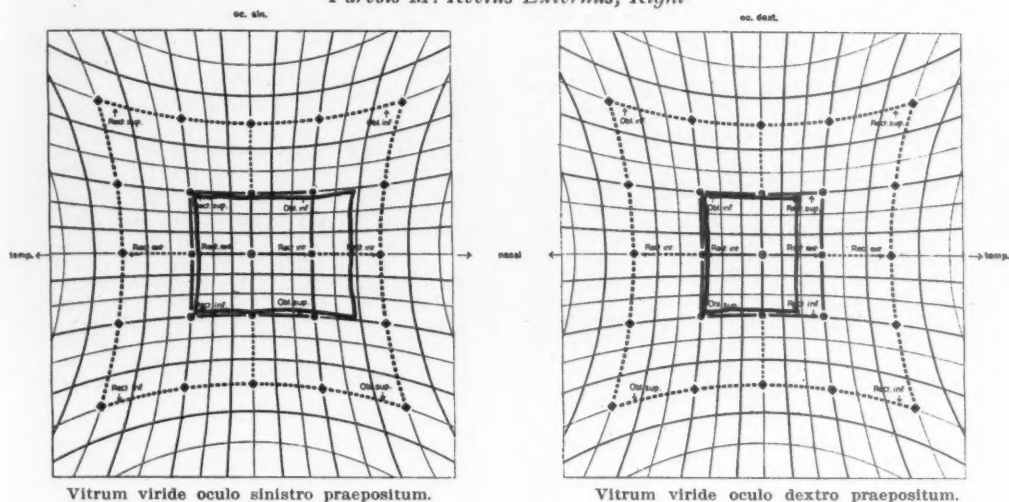 Paresis M. Rectus Externus, Right
oc. sin.
oc. dext.
Rect. sup.
Obl. inf
Obl. inf
Rect. sup.
Rect. sup.
Obl. inf.
Obl. inf
Rect. sup.
temp.
Rect. ext
Rect. ext
Rect. int
Rect. int
nasal
Rect. int
Rect. int
Rect. ext
Rect. ext
temp.
Rect. inf.
Obl. sup.
Obl. sup.
Rect. inf
Rect. inf
Obl. sup.
Obl. sup.
Rect. inf
Vitrum viride oculo sinistro praepositum.
Vitrum viride oculo dextro praepositum.